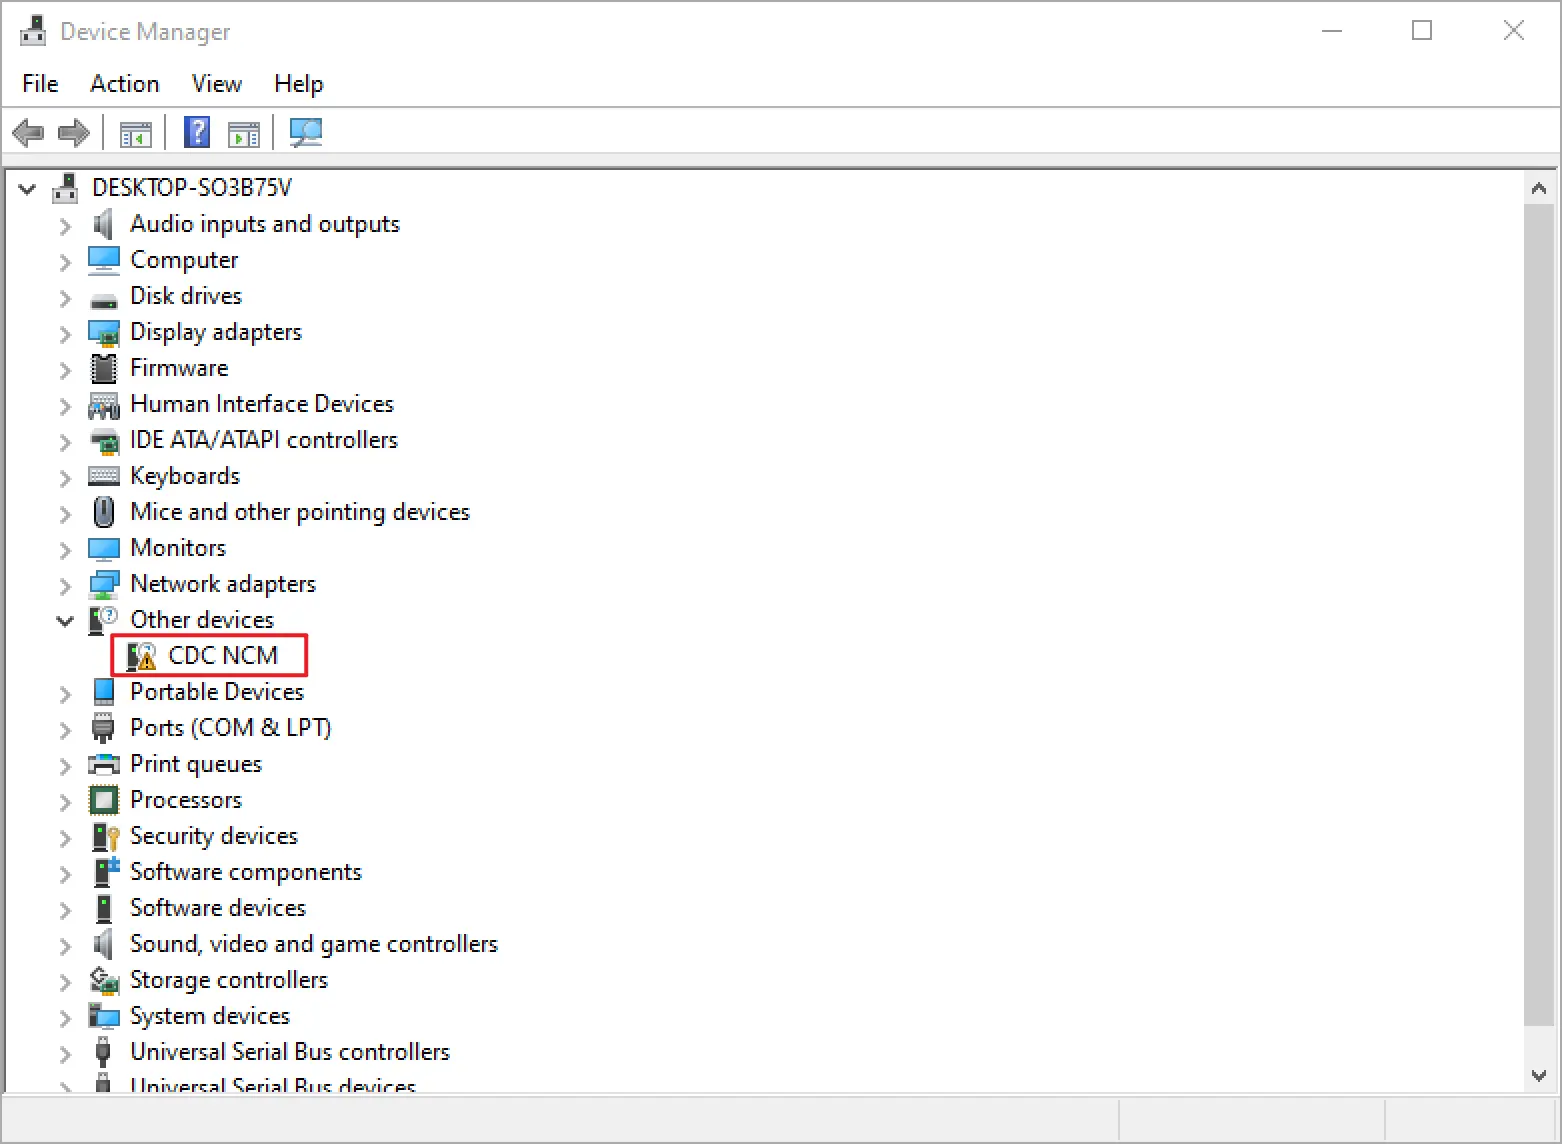 Device Manager
File Action View Help
DESKTOP-SO3B75V
Audio inputs and outputs
Computer
Disk drives
Display adapters
Firmware
Human Interface Devices
IDE ATA/ATAPI controllers
Keyboards
Mice and other pointing devices
Monitors
Network adapters
Other devices
CDC NCM
Portable Devices
Ports (COM & LPT)
Print queues
Processors
Security devices
Software components
Software devices
Sound, video and game controllers
Storage controllers
System devices
Universal Serial Bus controllers
Universal Serial Bus devices